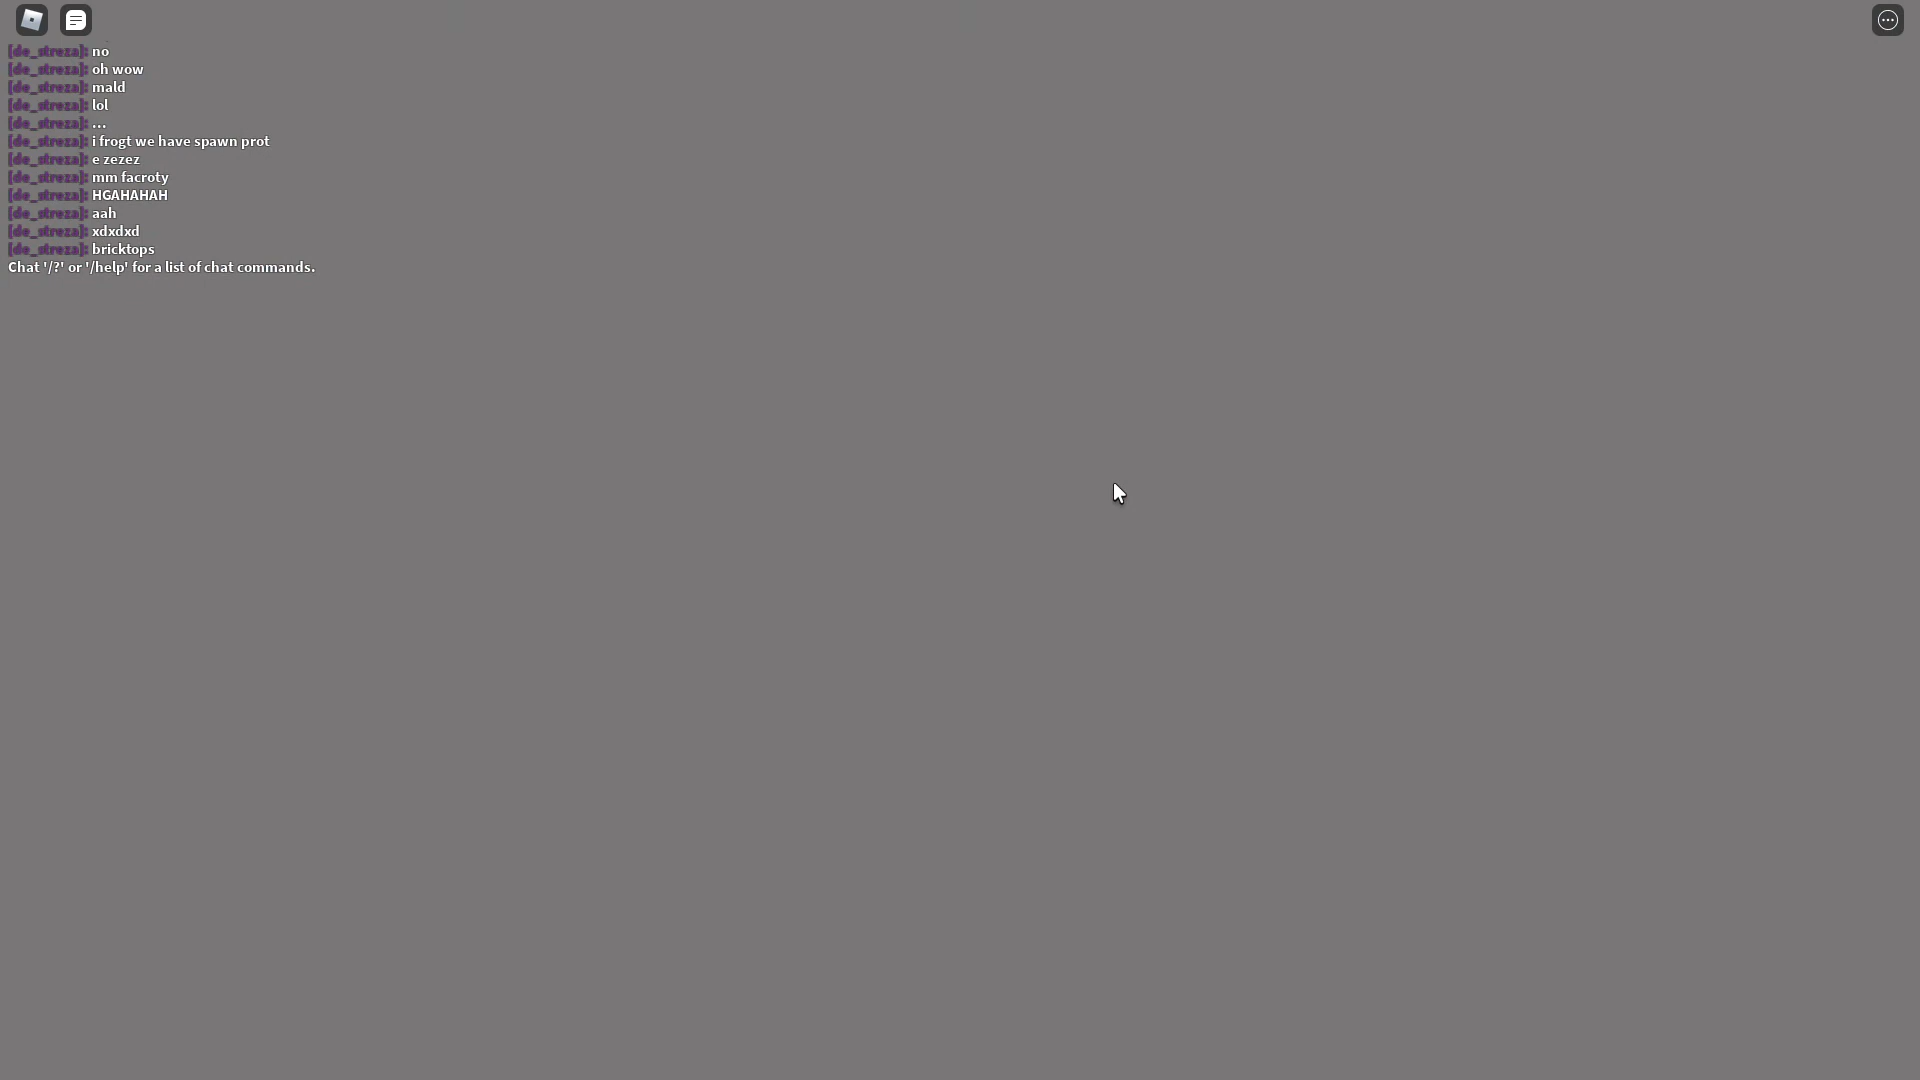 [de_streza]: no
[de_streza]: oh wow
[de_streza]: mald
[de_streza]: lol
[de_streza]: ...
[de_streza]: i frogt we have spawn prot
[de_streza]: e zezez
[de_streza]: mm facroty
[de_streza]: HGAHAHAH
[de_streza]: aah
[de_streza]: xdxdxd
[de_streza]: bricktops
Chat '/?' or '/help' for a list of chat commands.